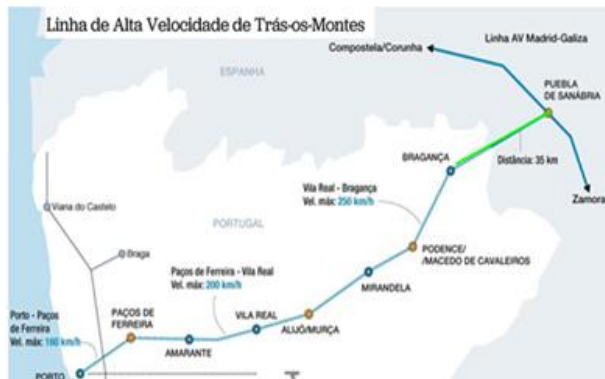 Linha de Alta Velocidade de Trás-os-Montes
Linha AV Madrid-Galiza
Compostela/Corunha
ESPANHA
PUEBLA
DE SANÁBRIA
BRAGANÇA
Distância: 35 km
Vila Real - Bragança
Vel. máx: 250 km/h
Zamora
Viana do Castelo
PORTUGAL
Braga
PODENCE/
/MACEDO DE CAVALEIROS
Paços de Ferreira - Vila Real
Vel. máx: 200 km/h
MIRANDELA
Porto - Paços
de Ferreira
Vel. máx: 160 km/h
PAÇOS DE
FERREIRA
VILA REAL
ALIJÓ/MURÇA
AMARANTE
PORTO